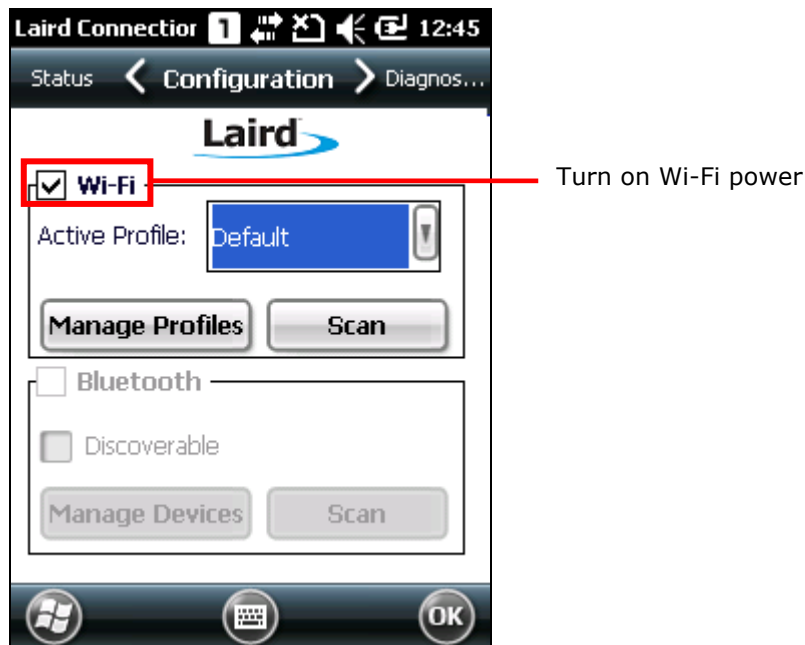 Laird Connectior 1 12:45
Status Configuration Diagnos...
Laird
Wi-Fi
Turn on Wi-Fi power
Active Profile: Default
Manage Profiles Scan
Bluetooth
Discoverable
Manage Devices Scan
OK